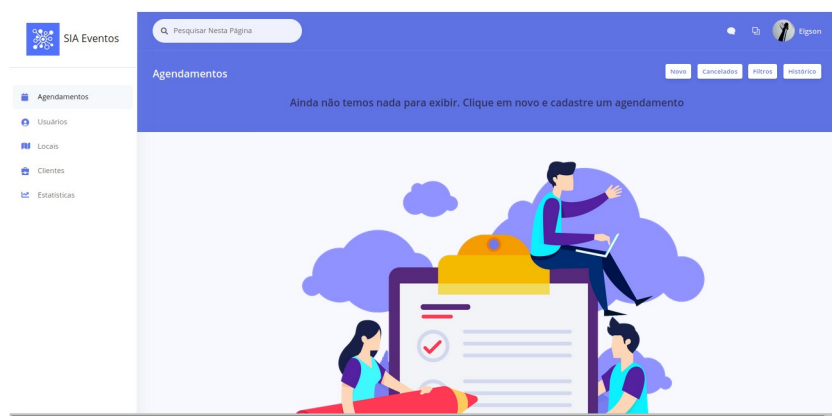 SIA Eventos
Pesquisar Nesta Página
Elgson
Agendamentos
Novo
Cancelados
Filtros
Histórico
Ainda não temos nada para exibir. Clique em novo e cadastre um agendamento
Agendamentos
Usuários
Locais
Clientes
Estatísticas